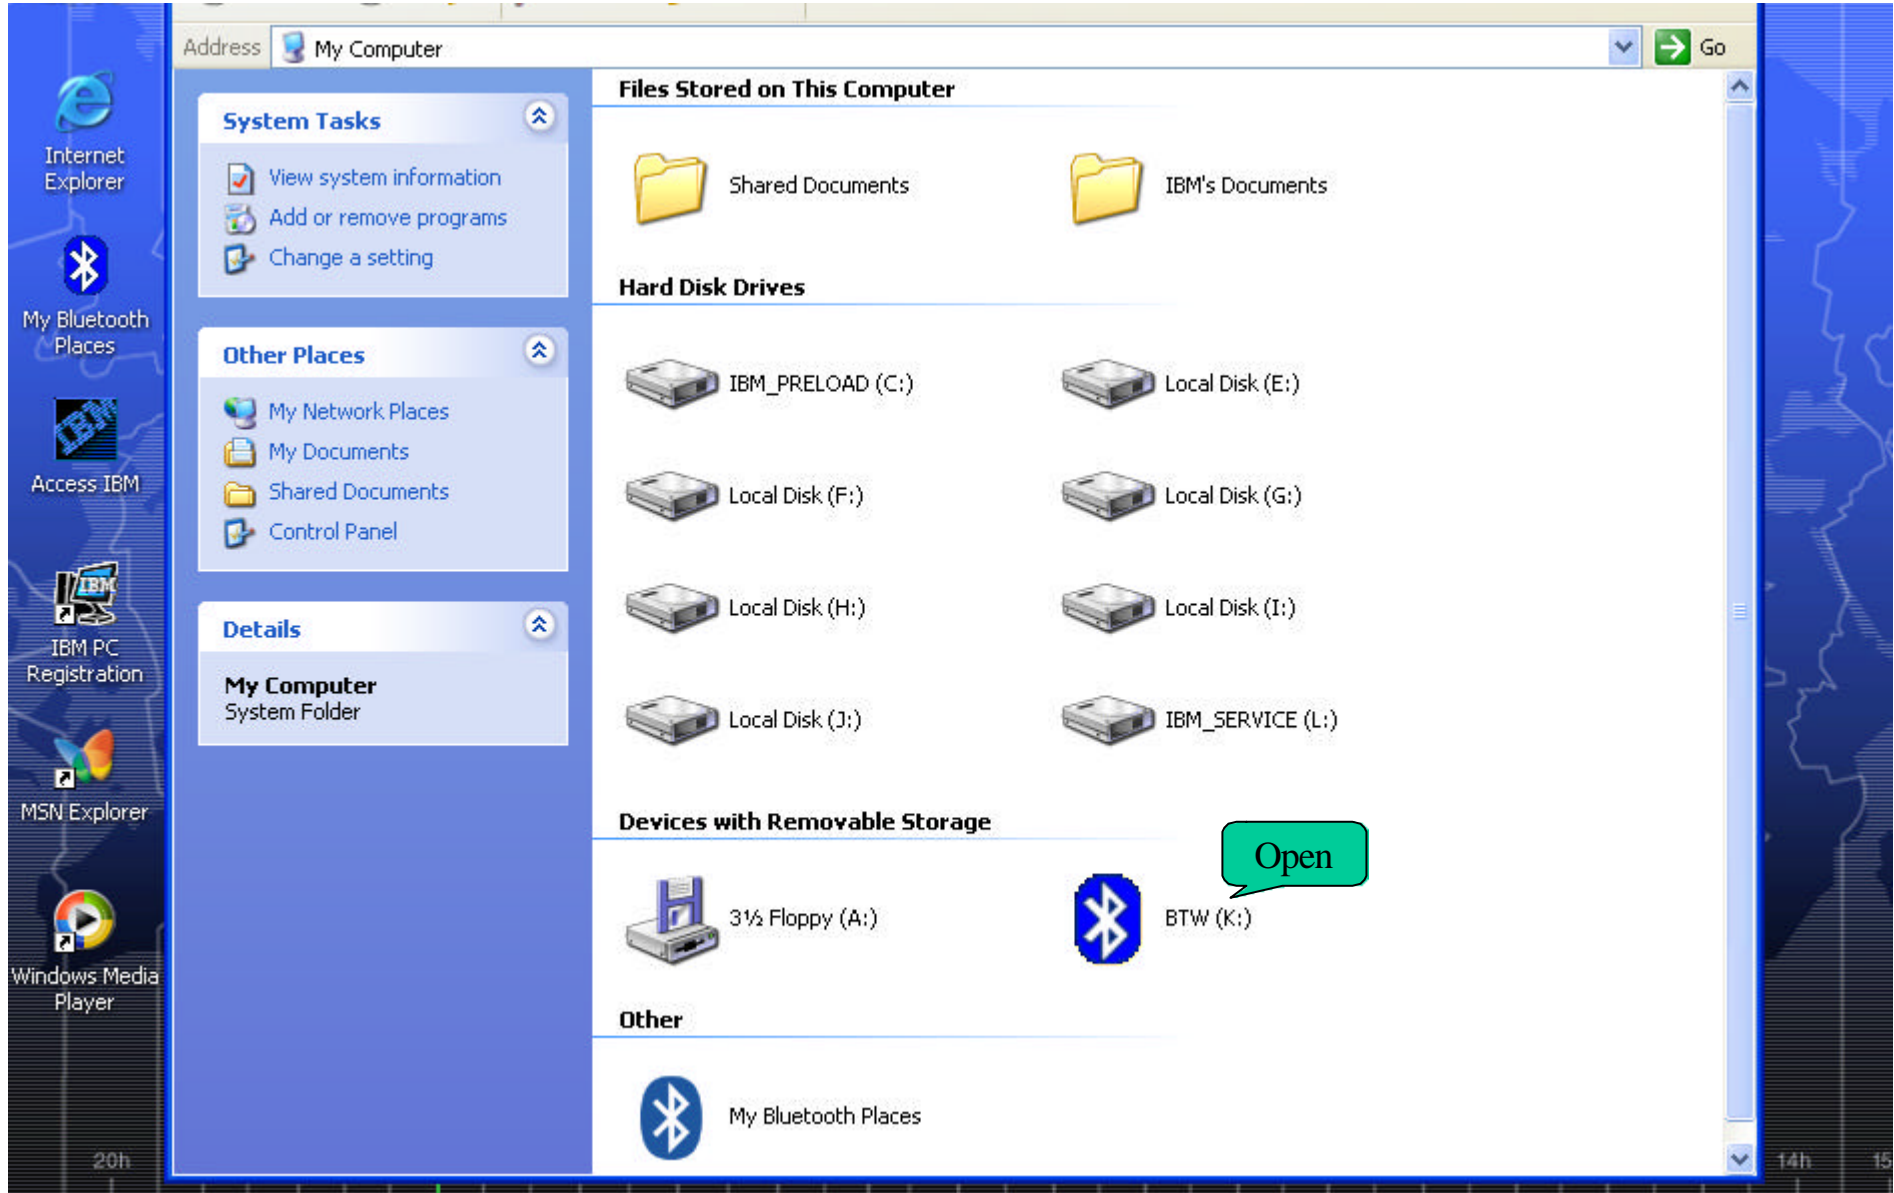 Address My Computer Go
Internet
Explorer
My Bluetooth
Places
IBM
Access IBM
IBM
IBM PC
Registration
MSN Explorer
Windows Media
Player
System Tasks
View system information
Add or remove programs
Change a setting
Other Places
My Network Places
My Documents
Shared Documents
Control Panel
Details
My Computer
System Folder
Files Stored on This Computer
Shared Documents
IBM's Documents
Hard Disk Drives
IBM_PRELOAD (C:)
Local Disk (E:)
Local Disk (F:)
Local Disk (G:)
Local Disk (H:)
Local Disk (I:)
Local Disk (J:)
IBM_SERVICE (L:)
Devices with Removable Storage
Open
3½ Floppy (A:)
BTW (K:)
Other
My Bluetooth Places
20h
14h
15